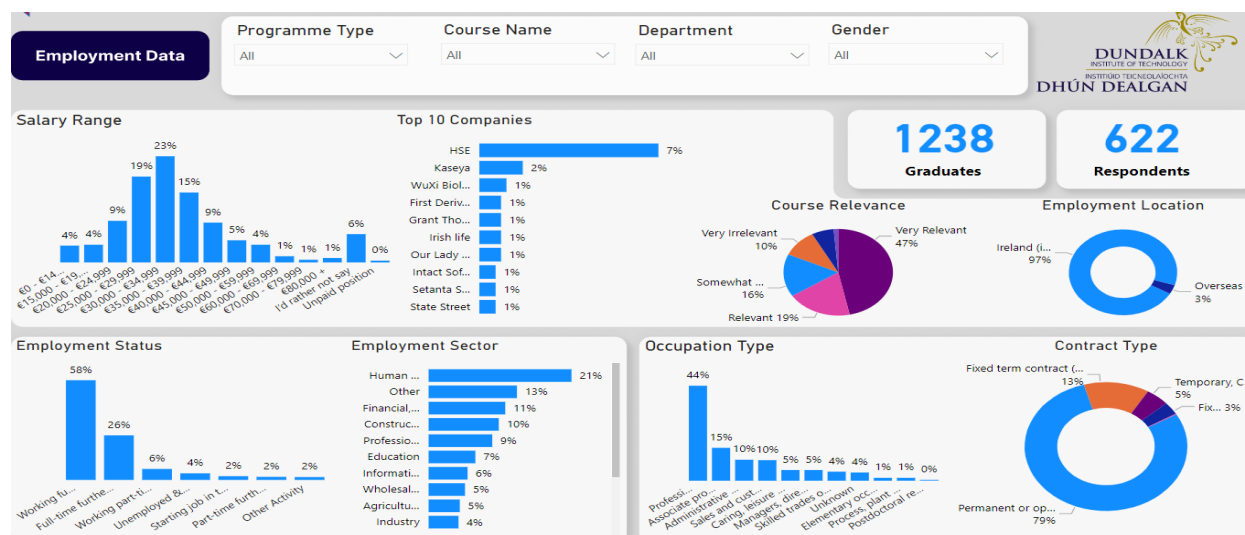 Employment Data
Programme Type
All
Course Name
All
Department
All
Gender
All
DUNDALK
INSTITUTE OF TECHNOLOGY
INSTITIÚID TEICNEOLAÍOCHTA
DHÚN DEALGAN
Salary Range
4%
4%
9%
19%
23%
15%
9%
5%
4%
1%
1%
1%
6%
0%
€0 - €14...
€15,000 - €19,...
€20,000 - €24,999
€25,000 - €29,999
€30,000 - €34,999
€35,000 - €39,999
€40,000 - €44,999
€45,000 - €49,999
€50,000 - €59,999
€60,000 - €69,999
€70,000 - €79,999
€80,000 +
I'd rather not say
Unpaid position
Top 10 Companies
HSE 7%
Kaseya 2%
WuXi Biol... 1%
First Deriv... 1%
Grant Tho... 1%
Irish life 1%
Our Lady ... 1%
Intact Sof... 1%
Setanta S... 1%
State Street 1%
1238
Graduates
622
Respondents
Course Relevance
Very Irrelevant
10%
Very Relevant
47%
Somewhat ...
16%
Relevant 19%
Employment Location
Ireland (i...
97%
Overseas
3%
Employment Status
58%
26%
6%
4%
2%
2%
2%
Working fu...
Full-time furthe...
Working part-ti...
Unemployed &...
Starting job in t...
Part-time furth...
Other Activity
Employment Sector
Human ... 21%
Other 13%
Financial,... 11%
Construc... 10%
Professio... 9%
Education 7%
Informati... 6%
Wholesal... 5%
Agricultu... 5%
Industry 4%
Occupation Type
44%
15%
10%
10%
5%
5%
4%
4%
1%
1%
0%
Professi...
Associate pro...
Administrative ...
Sales and cust...
Caring, leisure ...
Managers, dire...
Skilled trades o...
Unknown
Elementary occ...
Process, plant ...
Postdoctoral re...
Contract Type
Fixed term contract (...
13%
Temporary, C
5%
Fix... 3%
Permanent or op...
79%